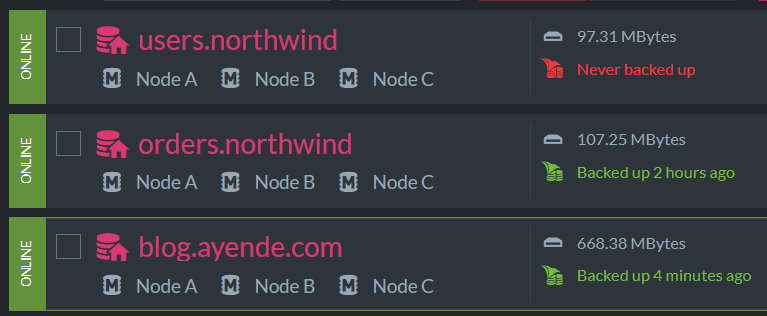 ONLINE
users.northwind
97.31 MBytes
Never backed up
M Node A M Node B M Node C
ONLINE
orders.northwind
107.25 MBytes
Backed up 2 hours ago
M Node A M Node B M Node C
ONLINE
blog.ayende.com
668.38 MBytes
Backed up 4 minutes ago
M Node A M Node B M Node C